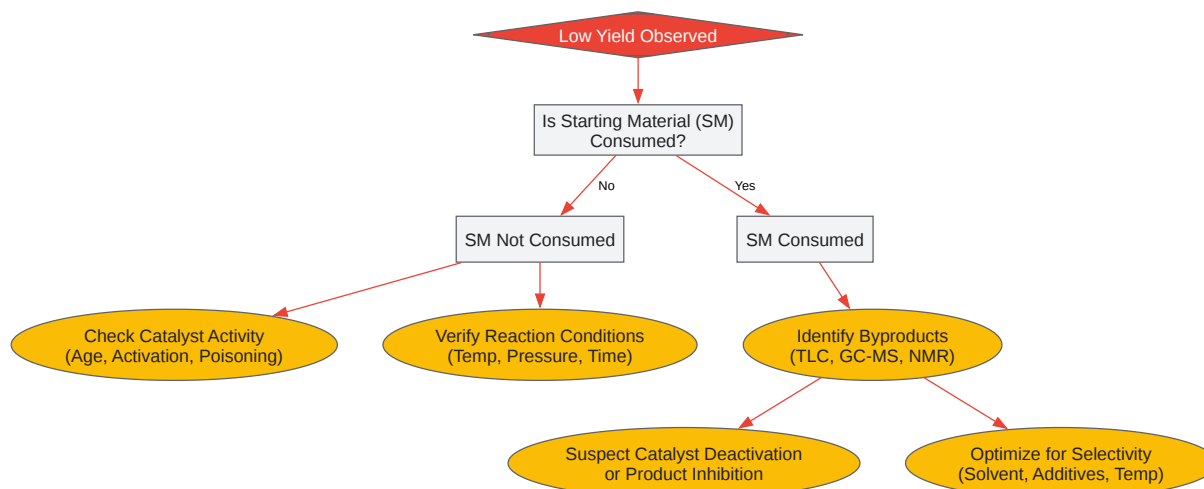 Low Yield Observed
Is Starting Material (SM)
Consumed?
No
Yes
SM Not Consumed
SM Consumed
Check Catalyst Activity
(Age, Activation, Poisoning)
Verify Reaction Conditions
(Temp, Pressure, Time)
Identify Byproducts
(TLC, GC-MS, NMR)
Suspect Catalyst Deactivation
or Product Inhibition
Optimize for Selectivity
(Solvent, Additives, Temp)